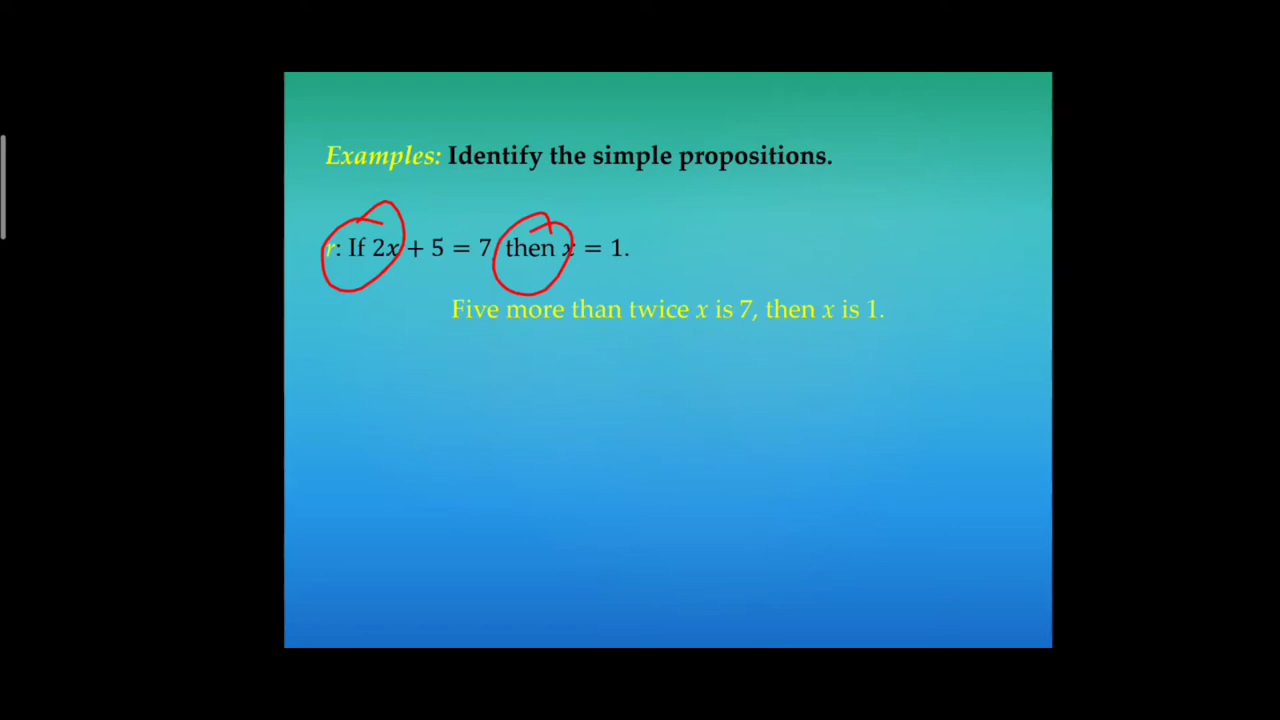 Examples: Identify the simple propositions.
r: If 2x + 5 = 7 then x = 1.
Five more than twice x is 7, then x is 1.